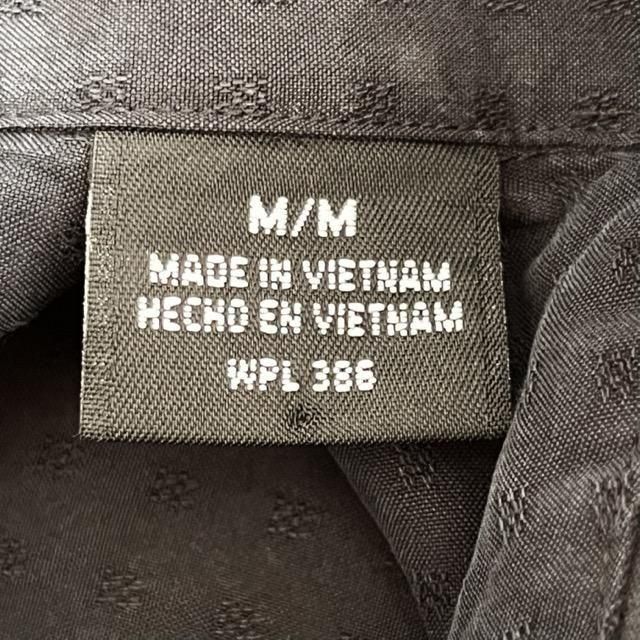 M/M
MADE IN VIETNAM
HECHO EN VIETNAM
WPL 386